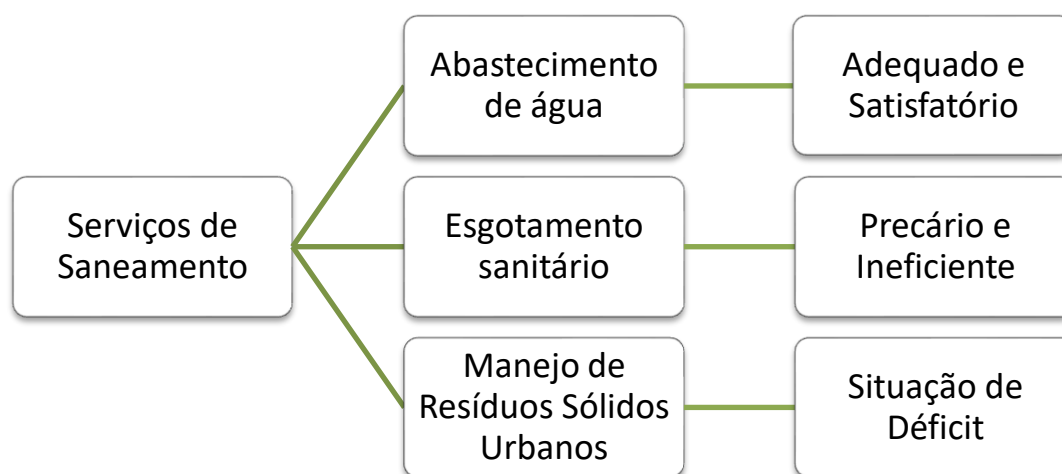 Serviços de
Saneamento
Abastecimento
de água
Adequado e
Satisfatório
Esgotamento
sanitário
Precário e
Ineficiente
Manejo de
Resíduos Sólidos
Urbanos
Situação de
Déficit